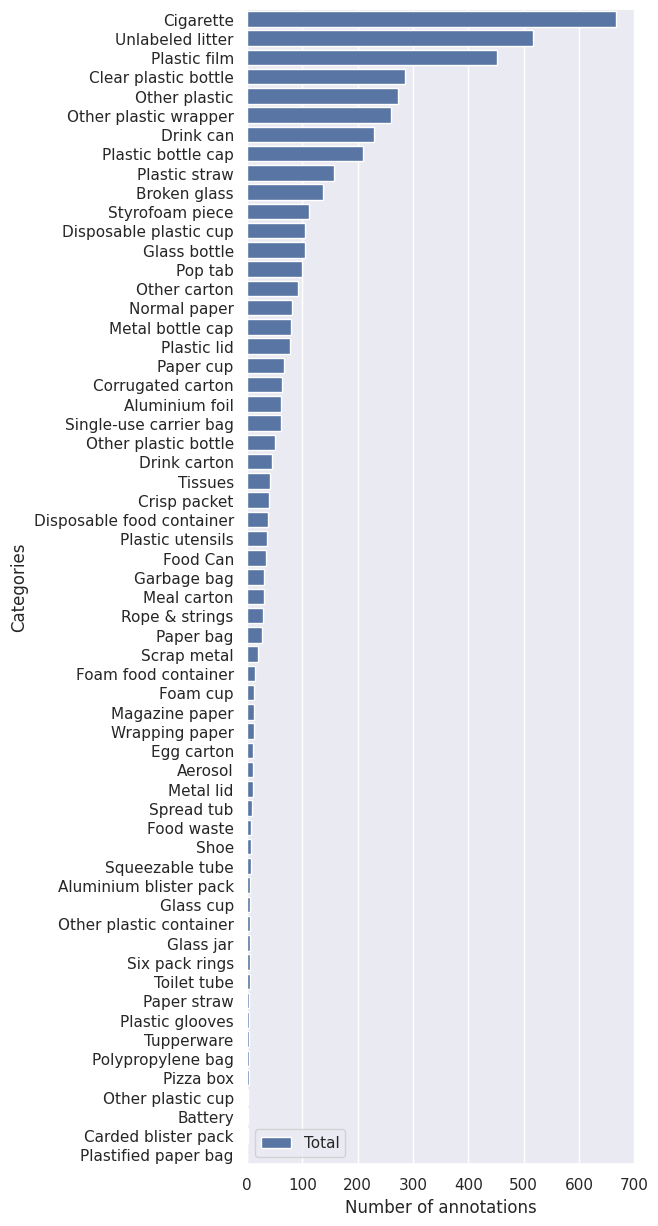 Cigarette
Unlabeled litter
Plastic film
Clear plastic bottle
Other plastic
Other plastic wrapper
Drink can
Plastic bottle cap
Plastic straw
Broken glass
Styrofoam piece
Disposable plastic cup
Glass bottle
Pop tab
Other carton
Normal paper
Metal bottle cap
Plastic lid
Paper cup
Corrugated carton
Aluminium foil
Single-use carrier bag
Other plastic bottle
Drink carton
Tissues
Crisp packet
Disposable food container
Plastic utensils
Food Can
Garbage bag
Meal carton
Rope & strings
Paper bag
Scrap metal
Foam food container
Foam cup
Magazine paper
Wrapping paper
Egg carton
Aerosol
Metal lid
Spread tub
Food waste
Shoe
Squeezable tube
Aluminium blister pack
Glass cup
Other plastic container
Glass jar
Six pack rings
Toilet tube
Paper straw
Plastic glooves
Tupperware
Polypropylene bag
Pizza box
Other plastic cup
Battery
Carded blister pack
Plastified paper bag
Categories
Total
0 100 200 300 400 500 600 700
Number of annotations